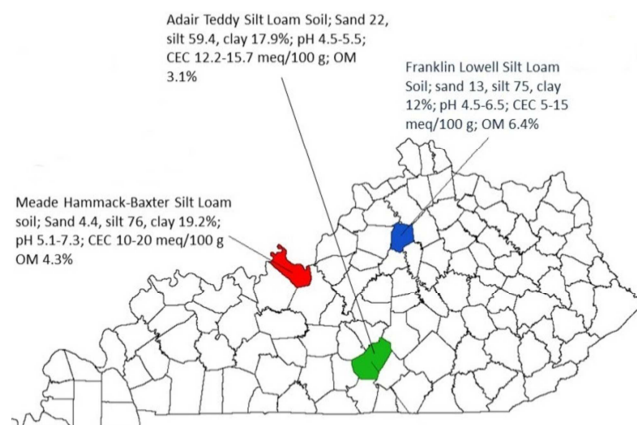 Adair Teddy Silt Loam Soil; Sand 22,
silt 59.4, clay 17.9%; pH 4.5-5.5;
CEC 12.2-15.7 meq/100 g; OM
3.1%
Franklin Lowell Silt Loam
Soil; sand 13, silt 75, clay
12%; pH 4.5-6.5; CEC 5-15
meq/100 g; OM 6.4%
Meade Hammack-Baxter Silt Loam
soil; Sand 4.4, silt 76, clay 19.2%;
pH 5.1-7.3; CEC 10-20 meq/100 g
OM 4.3%